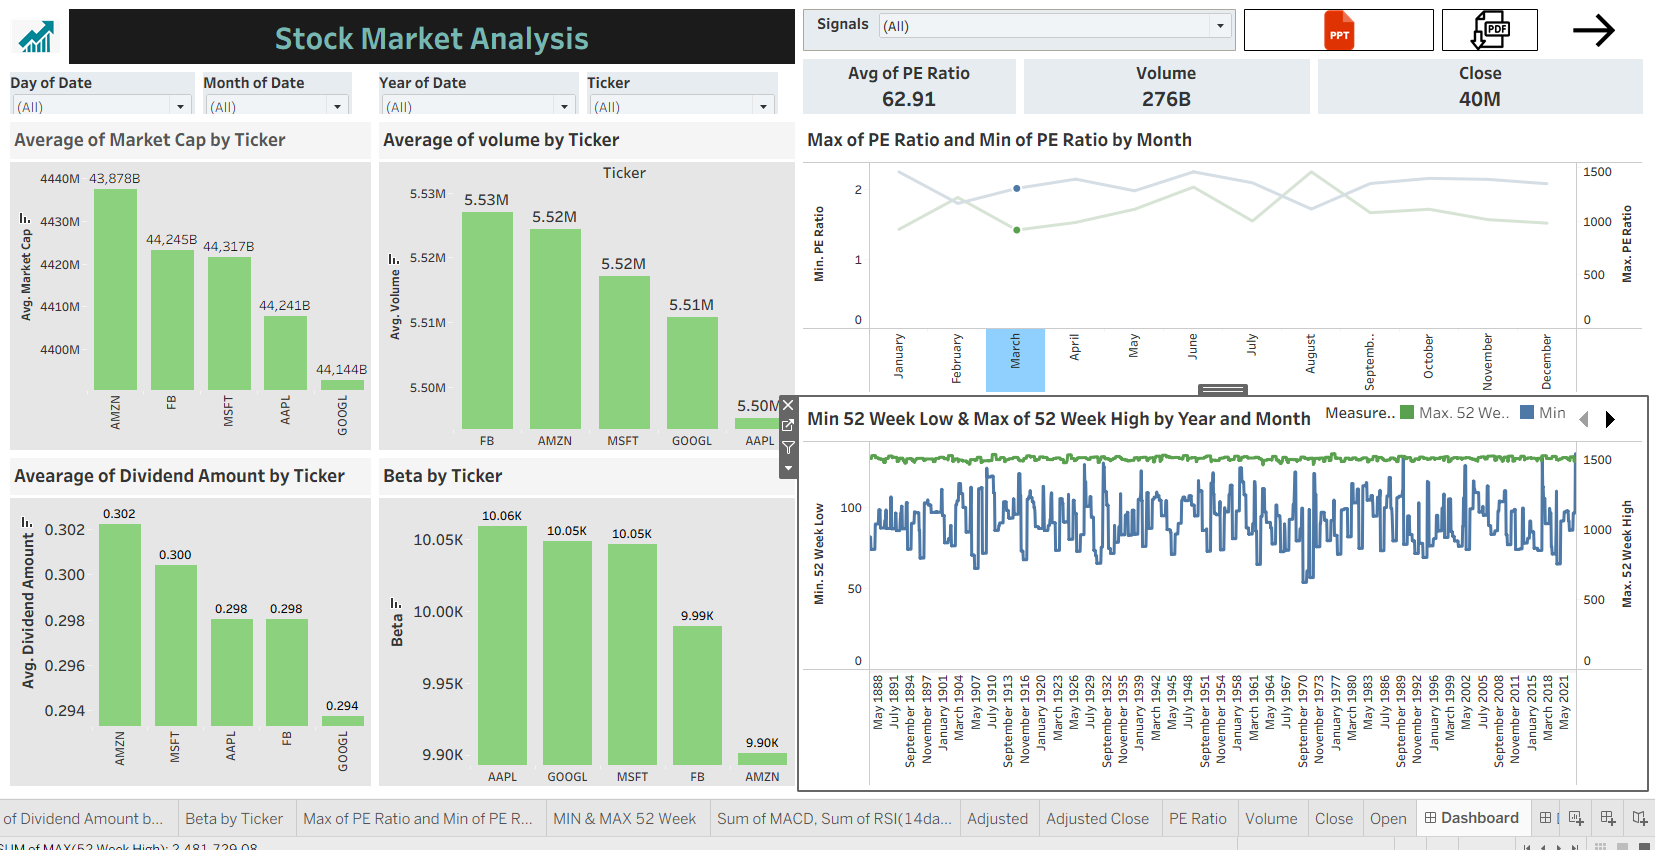 Stock Market Analysis
Signals
(All)
PPT
PDF
Day of Date
(All)
Month of Date
(All)
Year of Date
(All)
Ticker
(All)
Avg of PE Ratio
62.91
Volume
276B
Close
40M
Average of Market Cap by Ticker
Avg. Market Cap
4440M
4430M
4420M
4410M
4400M
43,878B
44,245B
44,317B
44,241B
44,144B
AMZN
FB
MSFT
AAPL
GOOGL
Average of volume by Ticker
Ticker
Avg. Volume
5.53M
5.52M
5.51M
5.50M
5.53M
5.52M
5.52M
5.51M
5.50M
FB
AMZN
MSFT
GOOGL
AAPL
Max of PE Ratio and Min of PE Ratio by Month
Min. PE Ratio
2
1
0
Max. PE Ratio
1500
1000
500
0
January
February
March
April
May
June
July
August
Septemb..
October
November
December
Avearage of Dividend Amount by Ticker
Avg. Dividend Amount
0.302
0.300
0.298
0.296
0.294
0.302
0.300
0.298
0.298
0.294
AMZN
MSFT
AAPL
FB
GOOGL
Beta by Ticker
Beta
10.05K
10.00K
9.95K
9.90K
10.06K
10.05K
10.05K
9.99K
9.90K
AAPL
GOOGL
MSFT
FB
AMZN
Min 52 Week Low & Max of 52 Week High by Year and Month
Measure..
Max. 52 We..
Min
Min. 52 Week Low
100
50
0
Max. 52 Week High
1500
1000
500
0
May 1888
July 1891
September 1894
November 1897
January 1901
March 1904
May 1907
July 1910
September 1913
November 1916
January 1920
March 1923
May 1926
July 1929
September 1932
November 1935
January 1939
March 1942
May 1945
July 1948
September 1951
November 1954
January 1958
March 1961
May 1964
July 1967
September 1970
November 1973
January 1977
March 1980
May 1983
July 1986
September 1989
November 1992
January 1996
March 1999
May 2002
July 2005
September 2008
November 2011
January 2015
March 2018
May 2021
of Dividend Amount b...
Beta by Ticker
Max of PE Ratio and Min of PE R...
MIN & MAX 52 Week
Sum of MACD, Sum of RSI(14da...
Adjusted
Adjusted Close
PE Ratio
Volume
Close
Open
Dashboard
SUM of MAX(52 Week High): 2,481,729.08